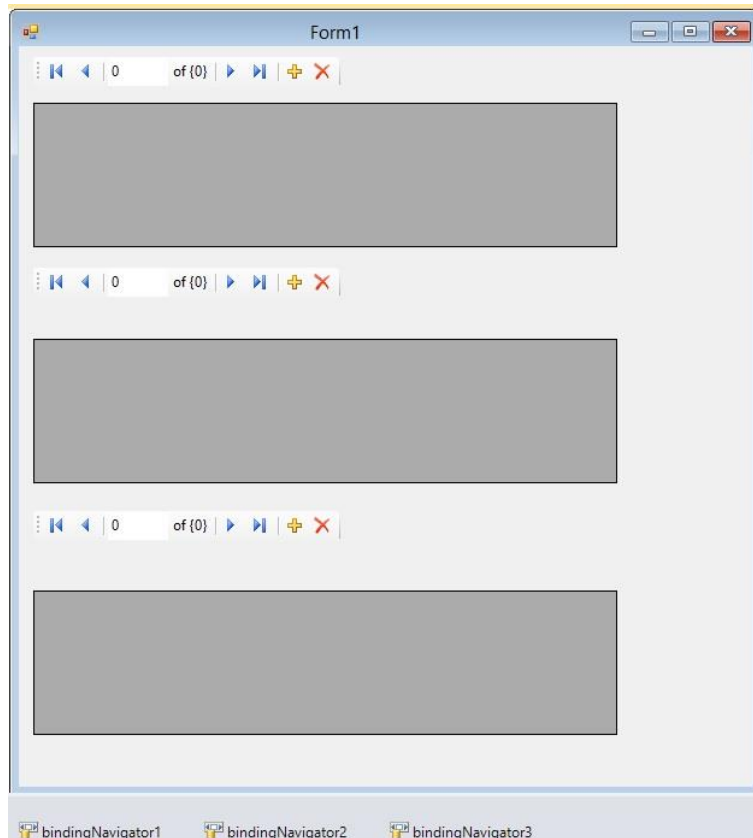 Form1
0 of {0}
0 of {0}
0 of {0}
bindingNavigator1 bindingNavigator2 bindingNavigator3